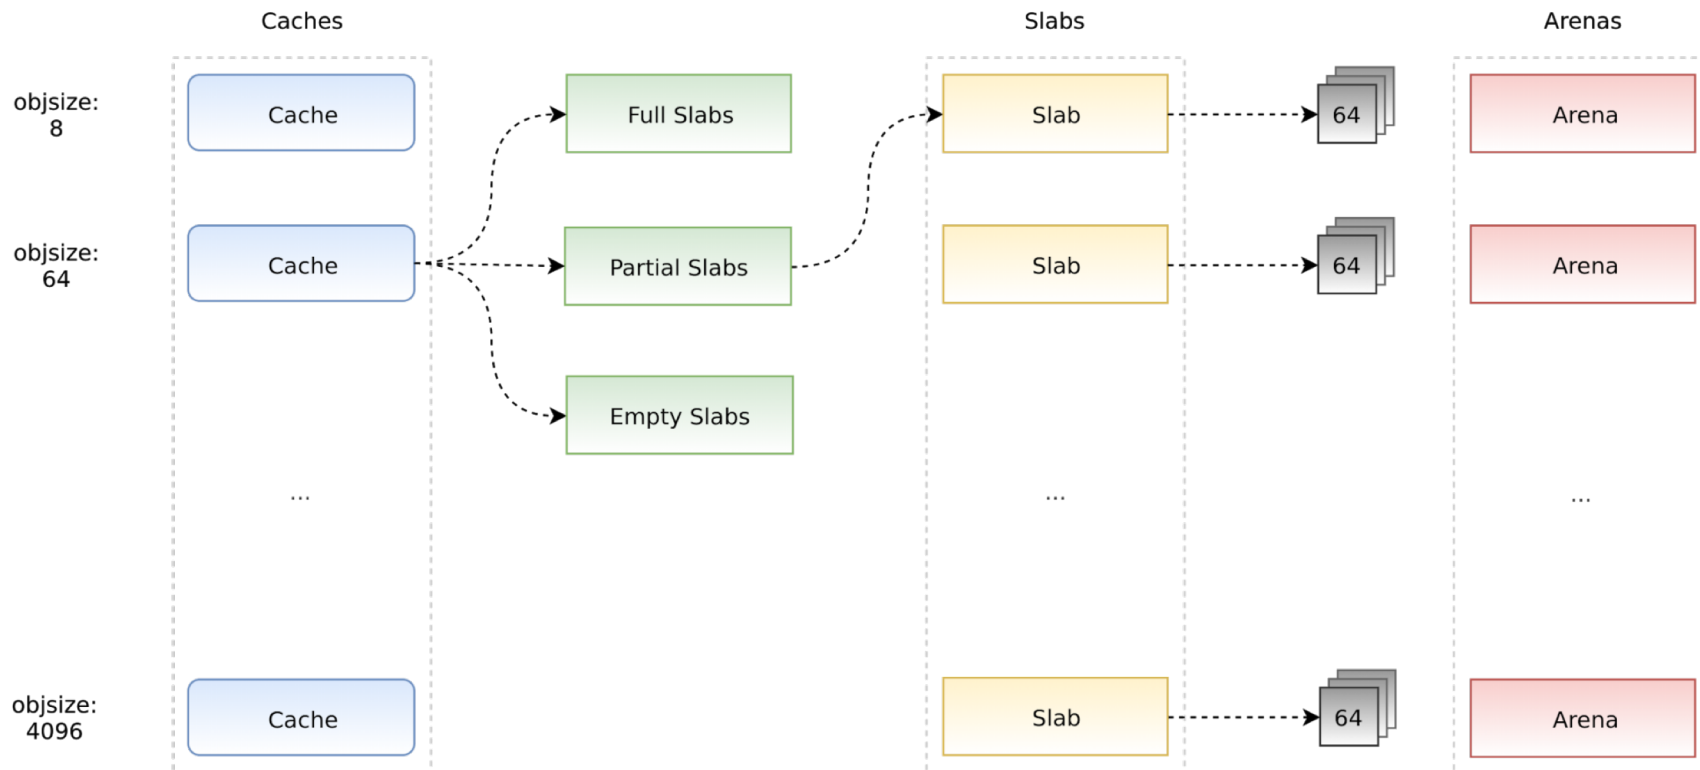 Caches
Slabs
Arenas
objsize:
8
Cache
Full Slabs
Slab
64
Arena
objsize:
64
Cache
Partial Slabs
Slab
64
Arena
Empty Slabs
...
...
...
objsize:
4096
Cache
Slab
64
Arena